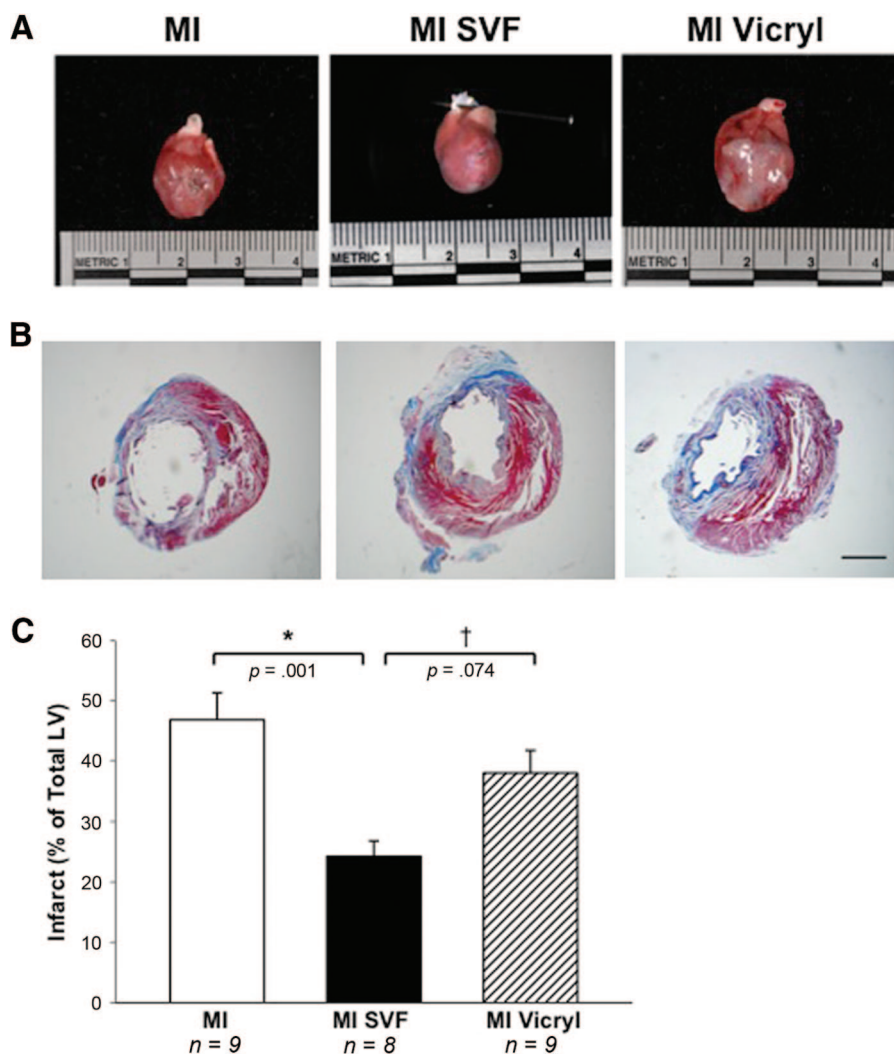 A
MI
MI SVF
MI Vicryl
METRIC 1 2 3 4
METRIC 1 2 3 4
METRIC 1 2 3 4
B
C
Infarct (% of Total LV)
60
50
40
30
20
10
0
*
p = .001
†
p = .074
MI
n = 9
MI SVF
n = 8
MI Vicryl
n = 9